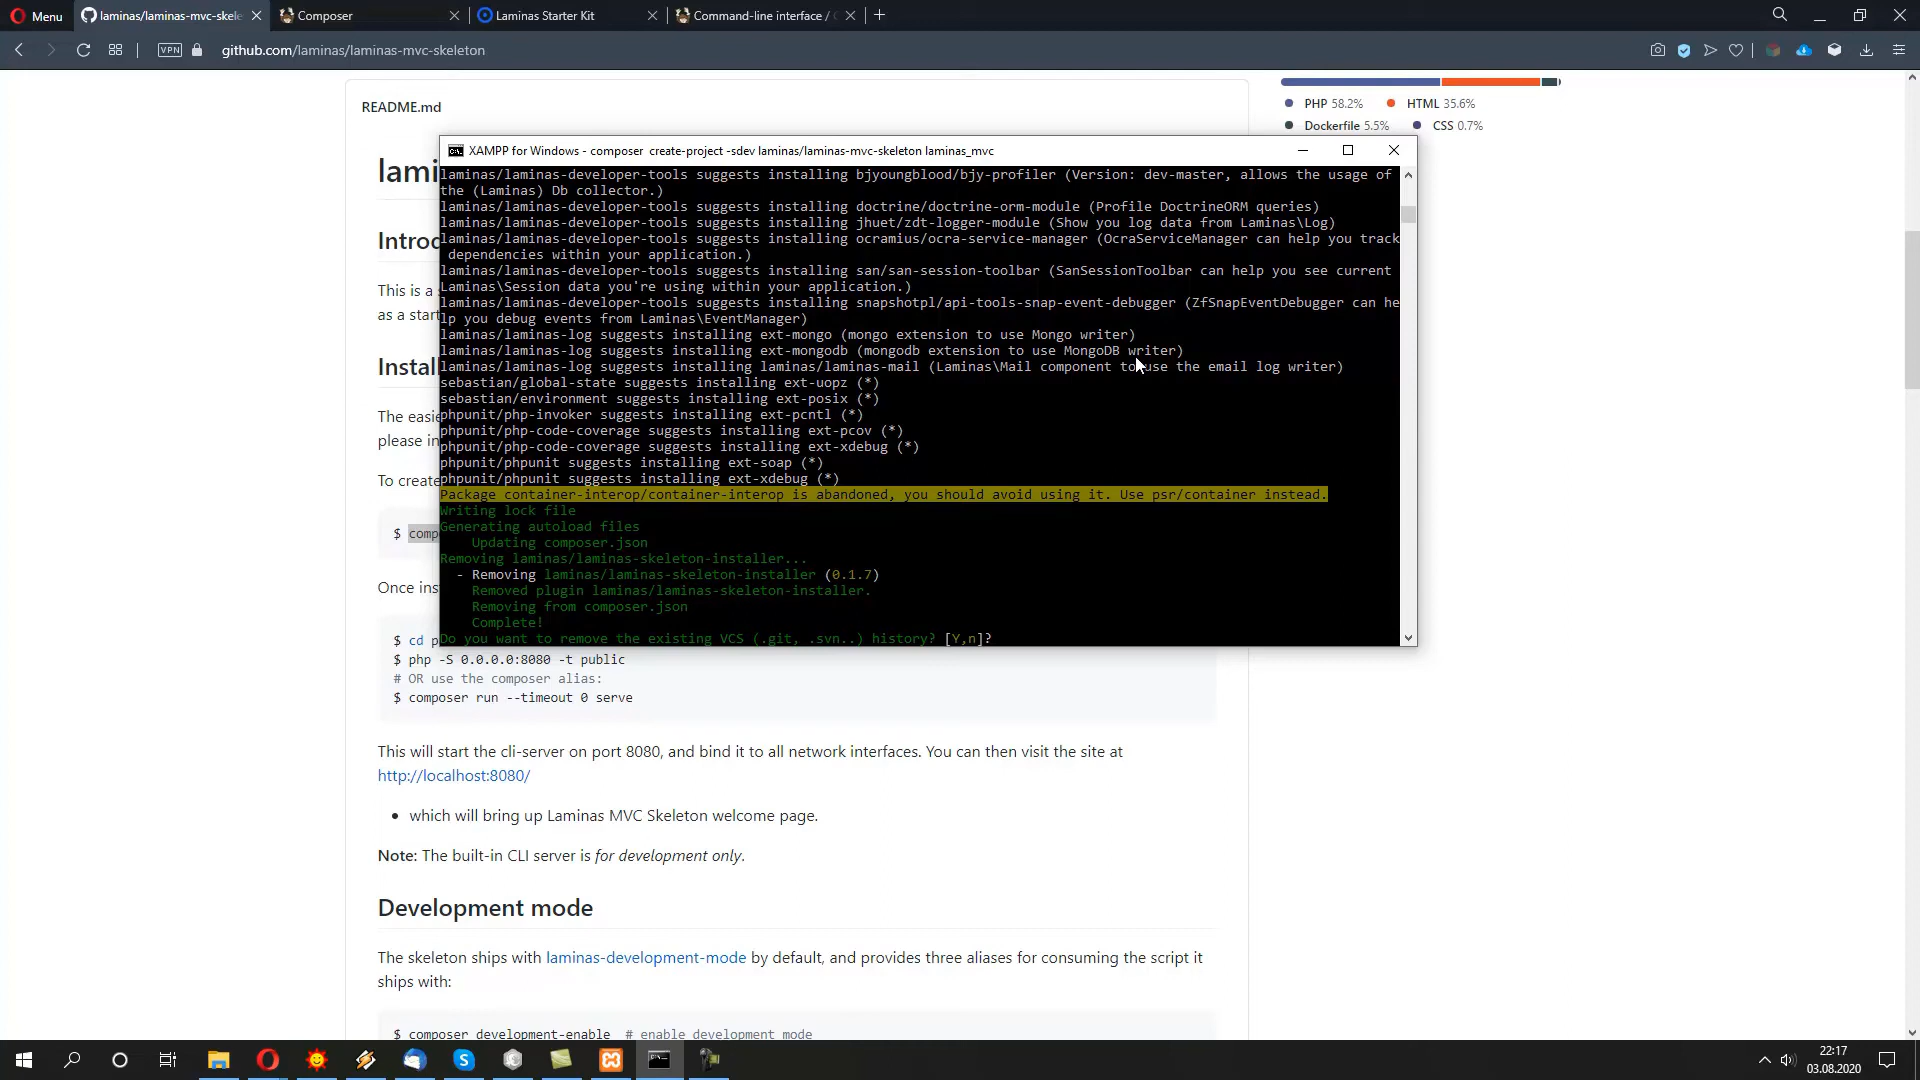 Menu
laminas/laminas-mvc-skele
Composer
Laminas Starter Kit
Command-line interface /
VPN
github.com/laminas/laminas-mvc-skeleton
README.md
PHP 58.2%
HTML 35.6%
Dockerfile 5.5%
CSS 0.7%
XAMPP for Windows - composer  create-project -sdev laminas/laminas-mvc-skeleton laminas_mvc
lami
laminas/laminas-developer-tools suggests installing bjyoungblood/bjy-profiler (Version: dev-master, allows the usage of
the (Laminas) Db collector.)
laminas/laminas-developer-tools suggests installing doctrine/doctrine-orm-module (Profile DoctrineORM queries)
laminas/laminas-developer-tools suggests installing jhuet/zdt-logger-module (Show you log data from Laminas\Log)
laminas/laminas-developer-tools suggests installing ocramius/ocra-service-manager (OcraServiceManager can help you track
dependencies within your application.)
laminas/laminas-developer-tools suggests installing san/san-session-toolbar (SanSessionToolbar can help you see current
Laminas\Session data you're using within your application.)
laminas/laminas-developer-tools suggests installing snapshotpl/api-tools-snap-event-debugger (ZfSnapEventDebugger can he
lp you debug events from Laminas\EventManager)
laminas/laminas-log suggests installing ext-mongo (mongo extension to use Mongo writer)
laminas/laminas-log suggests installing ext-mongodb (mongodb extension to use MongoDB writer)
laminas/laminas-log suggests installing laminas/laminas-mail (Laminas\Mail component to use the email log writer)
sebastian/global-state suggests installing ext-uopz (*)
sebastian/environment suggests installing ext-posix (*)
phpunit/php-invoker suggests installing ext-pcntl (*)
phpunit/php-code-coverage suggests installing ext-pcov (*)
phpunit/php-code-coverage suggests installing ext-xdebug (*)
phpunit/phpunit suggests installing ext-soap (*)
phpunit/phpunit suggests installing ext-xdebug (*)
Package container-interop/container-interop is abandoned, you should avoid using it. Use psr/container instead.
Writing lock file
Generating autoload files
Updating composer.json
Removing laminas/laminas-skeleton-installer...
- Removing laminas/laminas-skeleton-installer (0.1.7)
Removed plugin laminas/laminas-skeleton-installer.
Removing from composer.json
Complete!
Do you want to remove the existing VCS (.git, .svn..) history? [Y,n]?
Introd
This is a s
as a start
Install
The easie
please in
To create
$ comp
Once ins
$ cd p
$ php -S 0.0.0.0:8080 -t public
# OR use the composer alias:
$ composer run --timeout 0 serve
This will start the cli-server on port 8080, and bind it to all network interfaces. You can then visit the site at
http://localhost:8080/
• which will bring up Laminas MVC Skeleton welcome page.
Note: The built-in CLI server is for development only.
Development mode
The skeleton ships with laminas-development-mode by default, and provides three aliases for consuming the script it
ships with:
$ composer development-enable  # enable development mode
22:17
03.08.2020